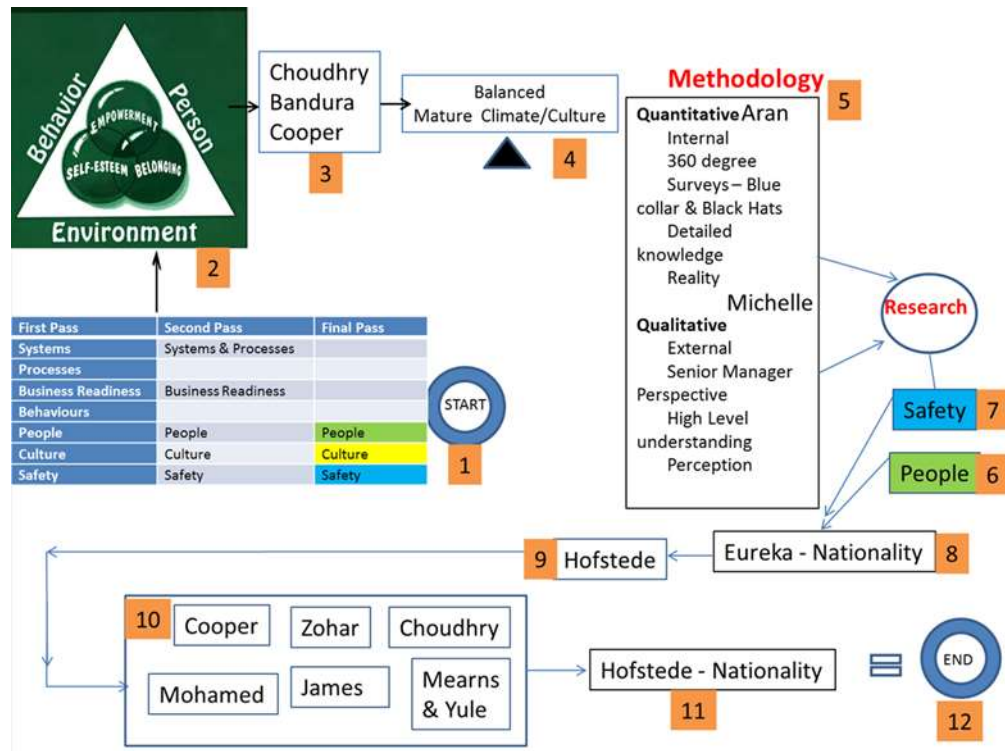 Behavior
Person
EMPOWERMENT
SELF-ESTEEM BELONGING
Environment
2
Choudhry
Bandura
Cooper
3
Balanced
Mature Climate/Culture
4
Methodology
5
Quantitative Aran
Internal
360 degree
Surveys – Blue
collar & Black Hats
Detailed
knowledge
Reality
Michelle
Qualitative
External
Senior Manager
Perspective
High Level
understanding
Perception
Research
Safety 7
People 6
First Pass Second Pass Final Pass
Systems Systems & Processes
Processes
Business Readiness Business Readiness
Behaviours
People People People
Culture Culture Culture
Safety Safety Safety
START
1
Eureka - Nationality 8
9 Hofstede
10
Cooper Zohar Choudhry
Mohamed James Mearns
& Yule
Hofstede - Nationality
11
=
END
12